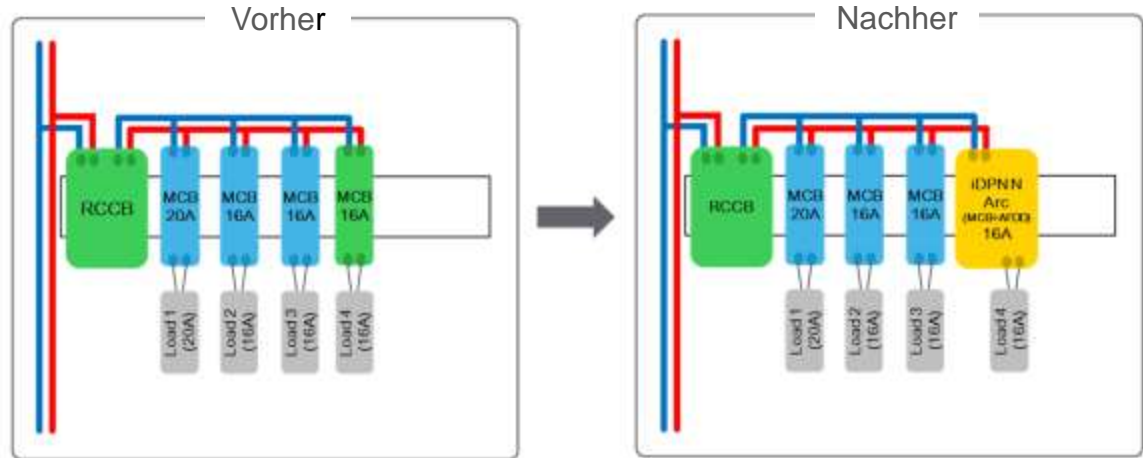 Vorher
RCCB
MCB
20A
MCB
16A
MCB
16A
MCB
16A
Load 1
(20A)
Load 2
(16A)
Load 3
(16A)
Load 4
(16A)
Nachher
RCCB
MCB
20A
MCB
16A
MCB
16A
iDPN N
Arc
(MCB+AFDD)
16A
Load 1
(20A)
Load 2
(16A)
Load 3
(16A)
Load 4
(16A)